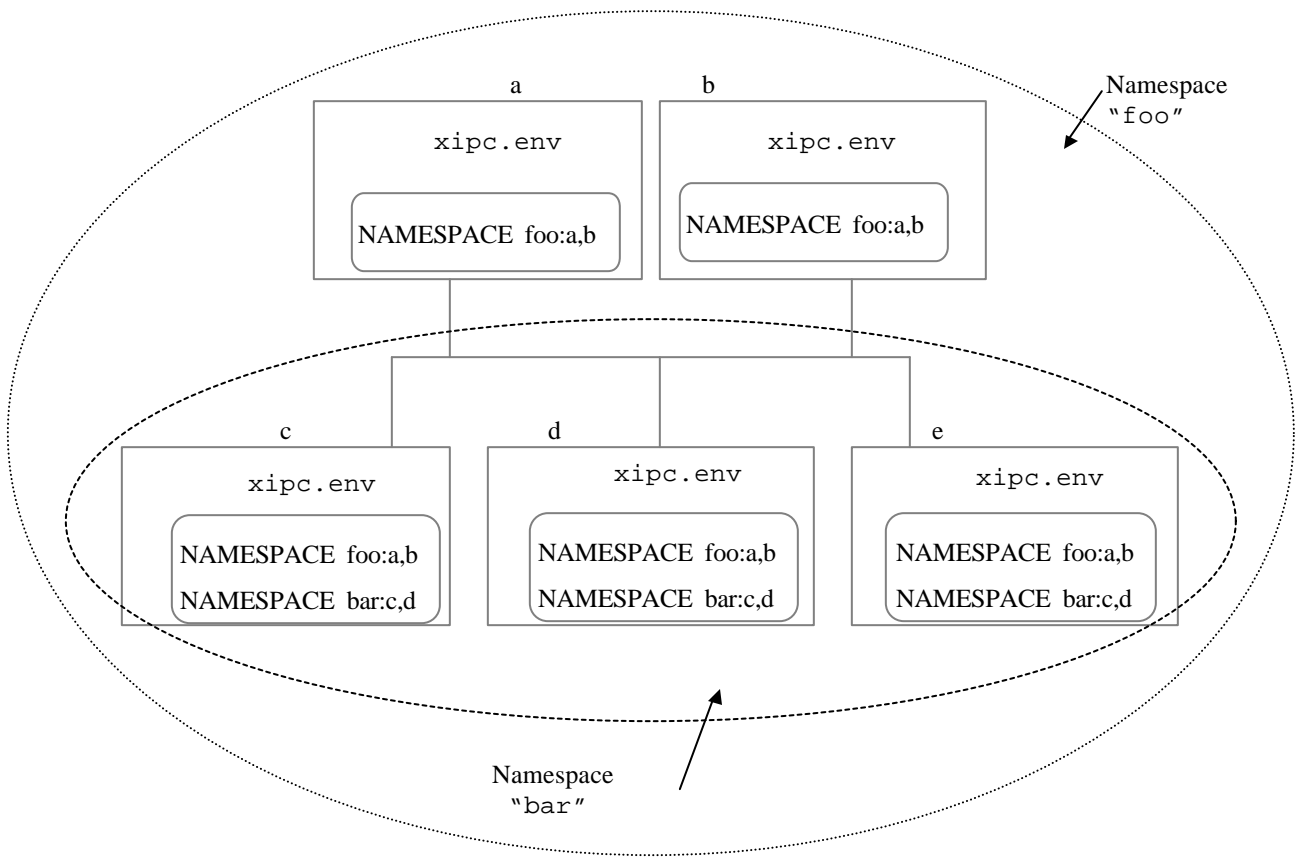 a
b
Namespace
“foo”
xipc.env
xipc.env
NAMESPACE foo:a,b
NAMESPACE foo:a,b
c
d
e
xipc.env
xipc.env
xipc.env
NAMESPACE foo:a,b
NAMESPACE bar:c,d
NAMESPACE foo:a,b
NAMESPACE bar:c,d
NAMESPACE foo:a,b
NAMESPACE bar:c,d
Namespace
“bar”